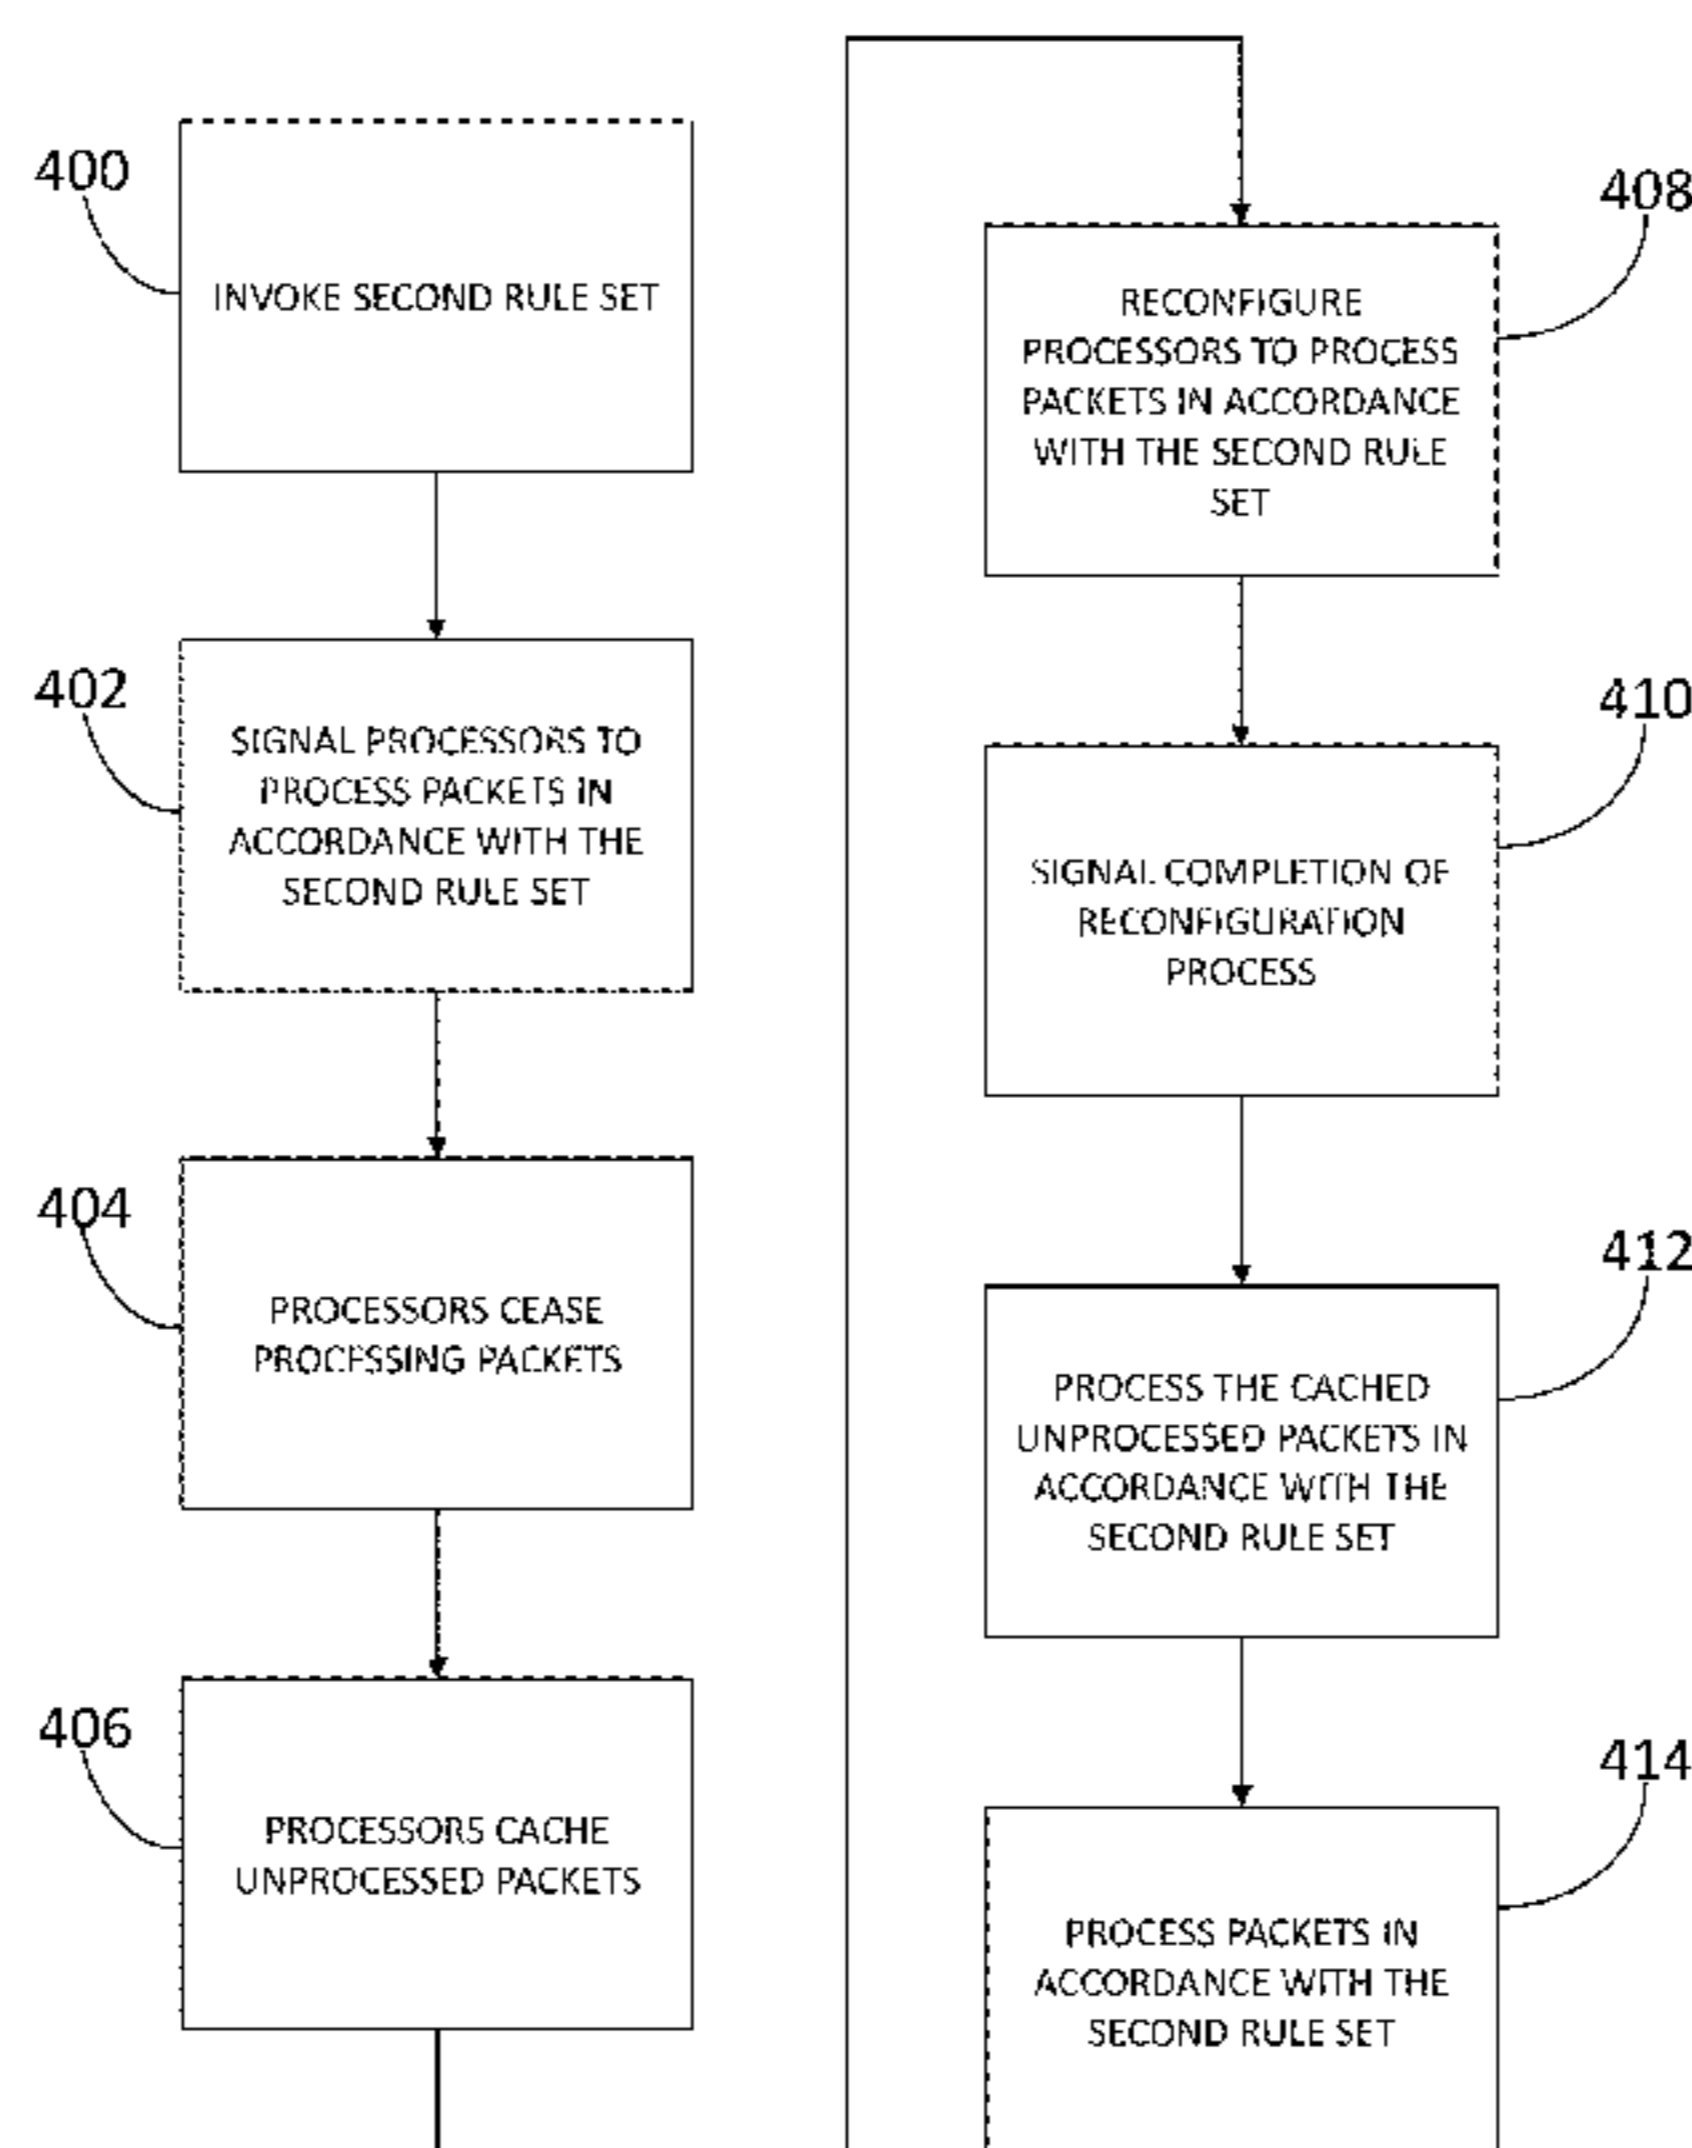 400
INVOKE SECOND RULE SET
402
SIGNAL PROCESSORS TO
PROCESS PACKETS IN
ACCORDANCE WITH THE
SECOND RULE SET
404
PROCESSORS CEASE
PROCESSING PACKETS
406
PROCESSORS CACHE
UNPROCESSED PACKETS
408
RECONFIGURE
PROCESSORS TO PROCESS
PACKETS IN ACCORDANCE
WITH THE SECOND RULE
SET
410
SIGNAL COMPLETION OF
RECONFIGURATION
PROCESS
412
PROCESS THE CACHED
UNPROCESSED PACKETS IN
ACCORDANCE WITH THE
SECOND RULE SET
414
PROCESS PACKETS IN
ACCORDANCE WITH THE
SECOND RULE SET